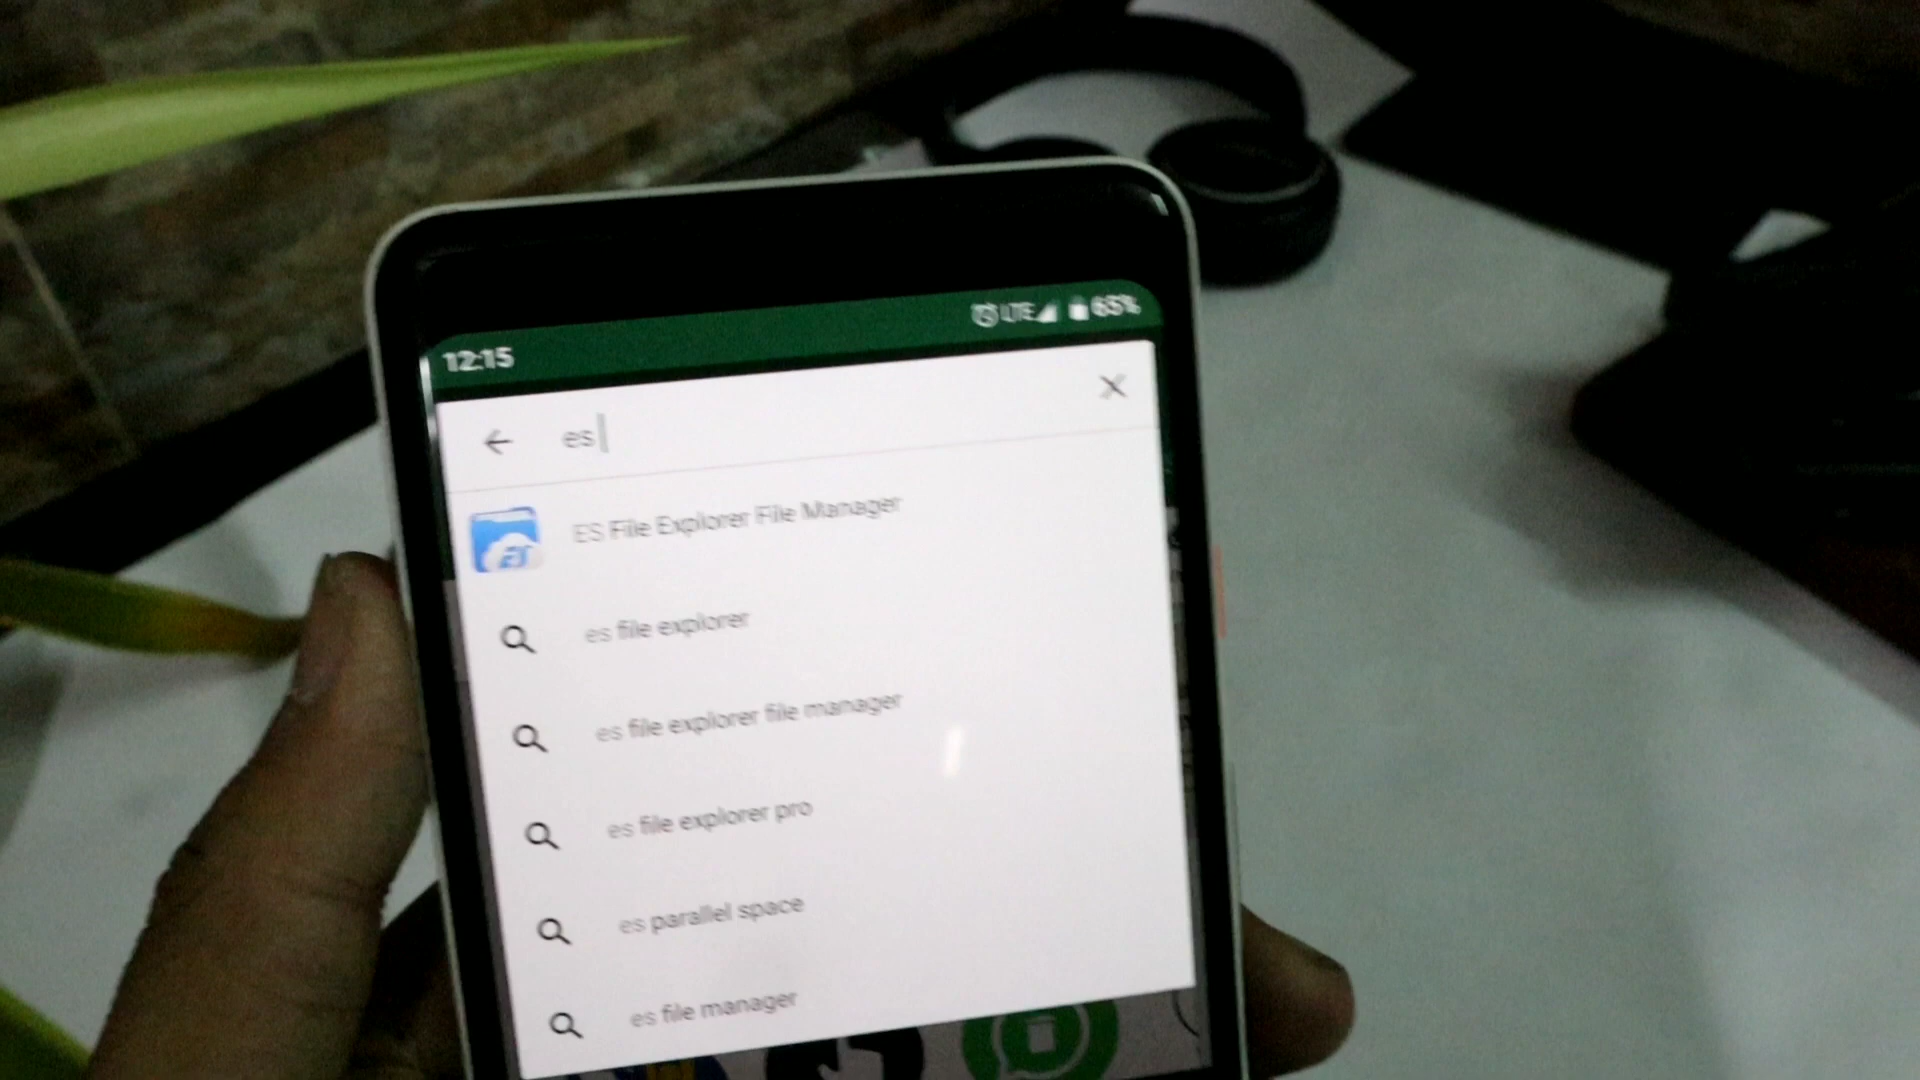 12:15 LTE 65%
es
ES File Explorer File Manager
es file explorer
es file explorer file manager
es file explorer pro
es parallel space
es file manager